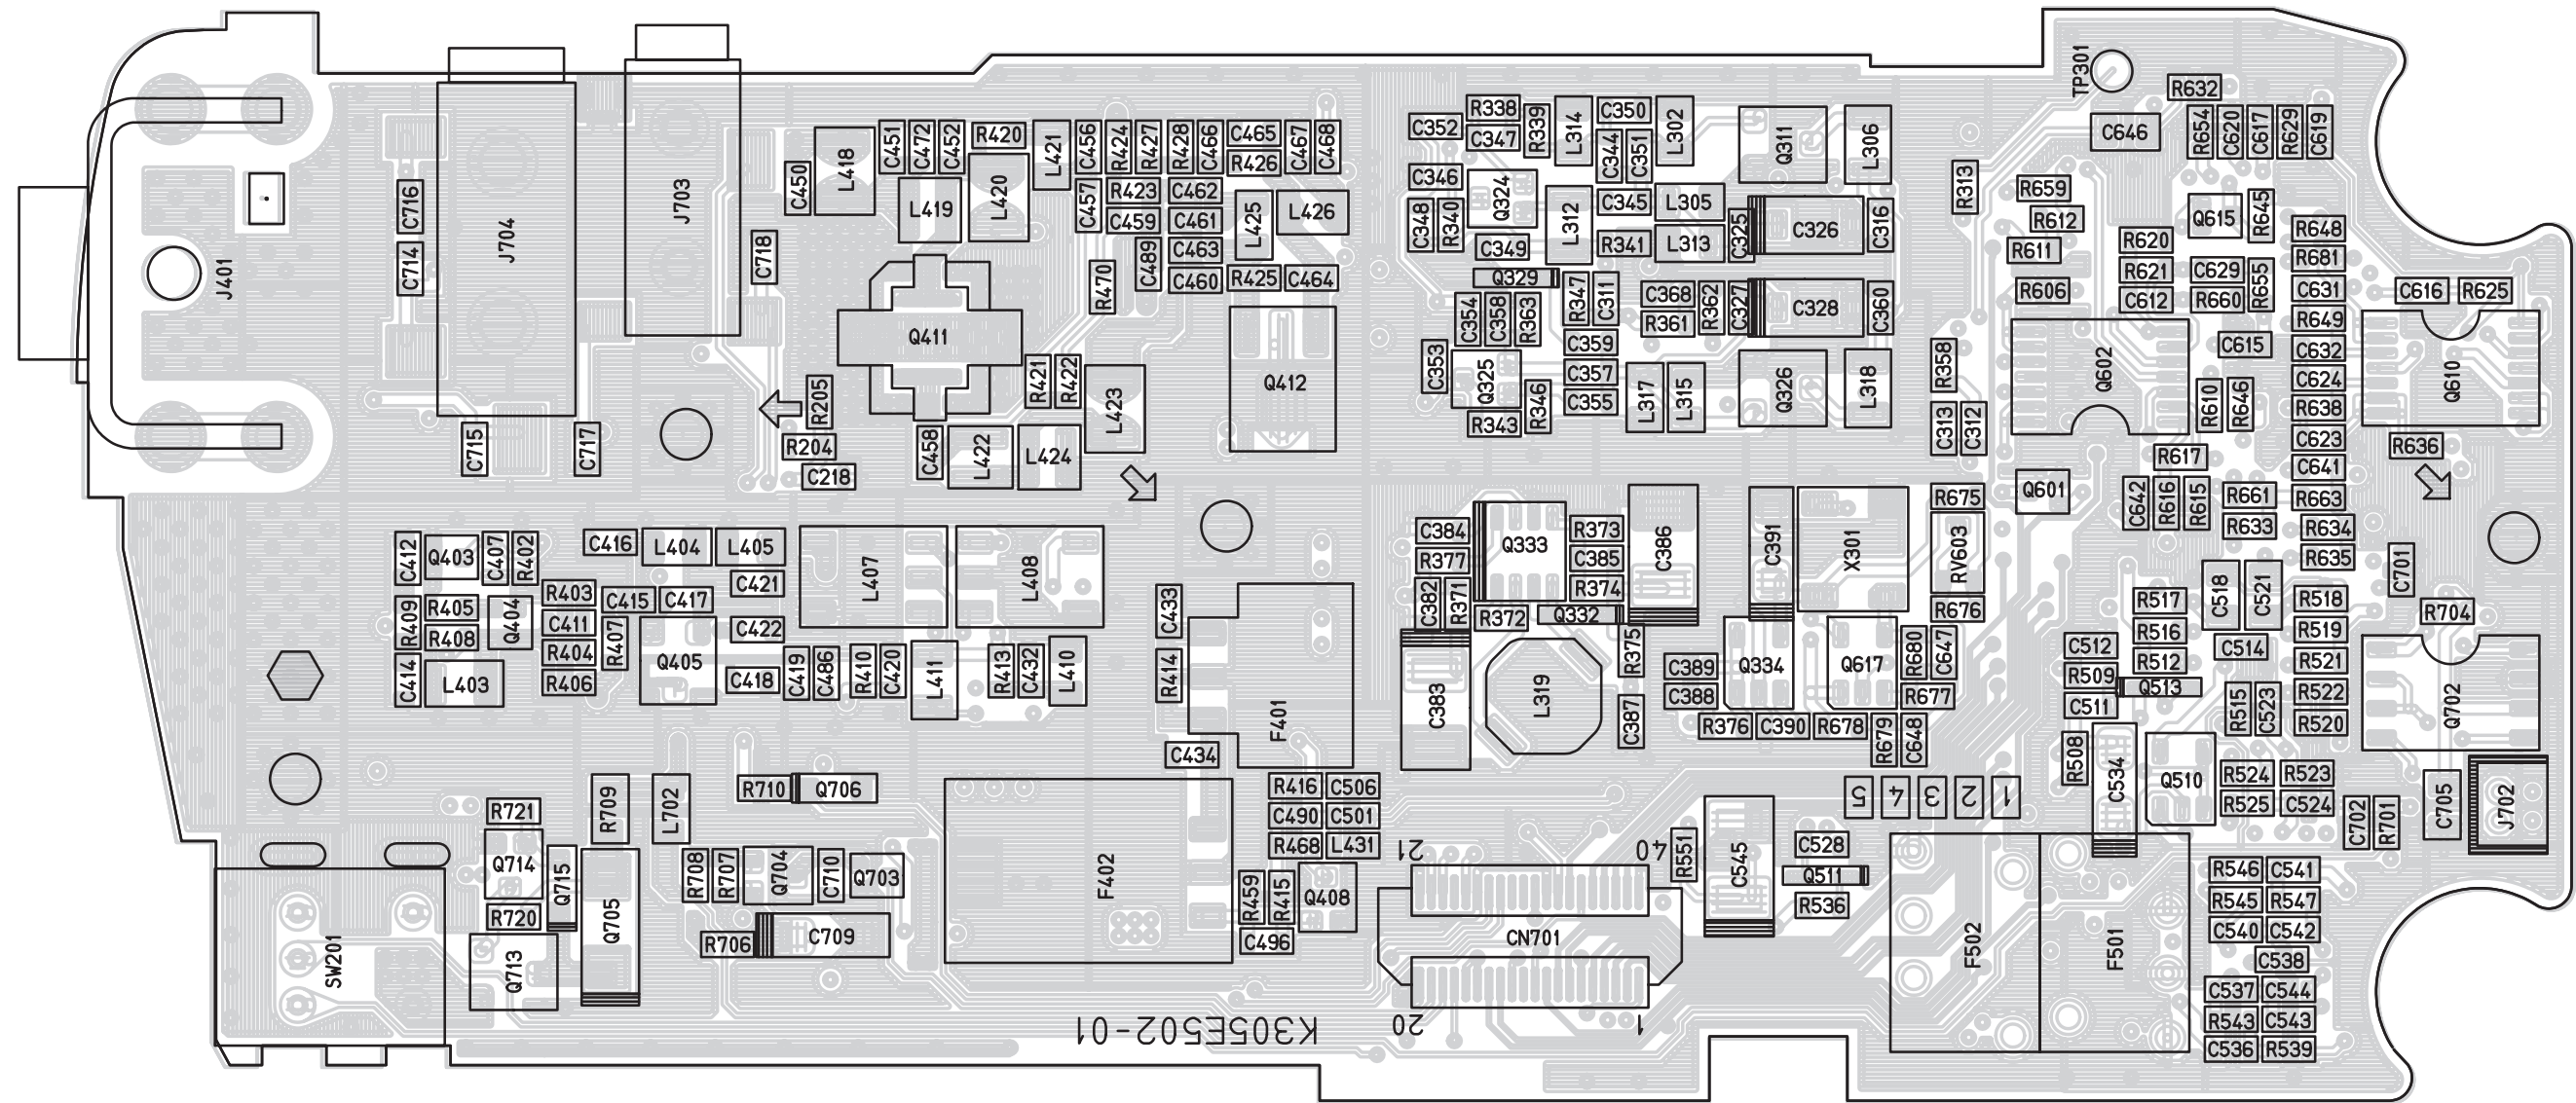 TP301
R632
C352 R338 C347 R339 L314 C350 C344 C351 L302 Q311 L306
C646 R654 C620 C617 R629 C619
C451 C472 C452 R420 L421 C456 R424 R427 R428 C466 C465 R426 C467 C468
C450 L418 L419 L420 C457 R423 C459 C462 C461 C463 C460 C489 L425 L426 R425 C464 R470
C716 C714 J401 J704 J703 C718
C346 Q324 C348 R340 C349 L312 C345 R341 L305 L313 C325 C326 C316
R313 R659 R612 R611 R606 R620 R621 C612 Q615 R645 C629 R660 R655 C615
R648 R681 C631 R649 C632 C624 R638 C623 C641 R663
C616 R625 Q610 R636
Q329 C354 C358 R363 R347 C311 C368 R361 R362 C327 C328 C360
Q411 R421 R422 L423 Q412
C353 Q325 R343 R346 C359 C357 C355 L317 L315 Q326 L318
R358 C313 C312 Q602 R610 R646
R205 R204 C218 C458 L422 L424
C715 C717
R617 Q601 C642 R616 R615 R661 R633 R634 R635 C701
C412 Q403 C407 R402 C416 L404 L405 L407 L408
C384 R377 Q333 R373 C385 R374 C386 C391 X301 R675 RV603 R676
R409 R405 R408 Q404 R403 C411 R404 R406 R407 C415 C417 C421 C422
C382 R371 R372 Q332 R375
C518 C521 R517 R516 R512 C514 R518 R519 R521 R522 R520 R704
C414 L403 Q405 C418 C419 C486 R410 C420 L411 R413 C432 L410 C433 R414 F401 C434
C383 L319 C387 C389 C388 Q334 Q617 R680 C647 R677 R376 C390 R678 R679 C648
C512 R509 C511 Q513 R515 C523 Q702
R508 C534 Q510 R524 R525 R523 C524 C702 R701 C705 J702
R721 R709 L702 R710 Q706 R416 C506 C490 C501 R468 L431
5 4 3 2 1
Q714 Q715 Q705 R708 R707 Q704 C710 Q703 F402 R459 R415 Q408 C496
21 40 R551 C545 C528 Q511 R536
R546 C541 R545 R547 C540 C542 C538 C537 C544 R543 C543 C536 R539
SW201 R720 Q713 R706 C709 CN701 F502 F501
K305E502-01 20 1